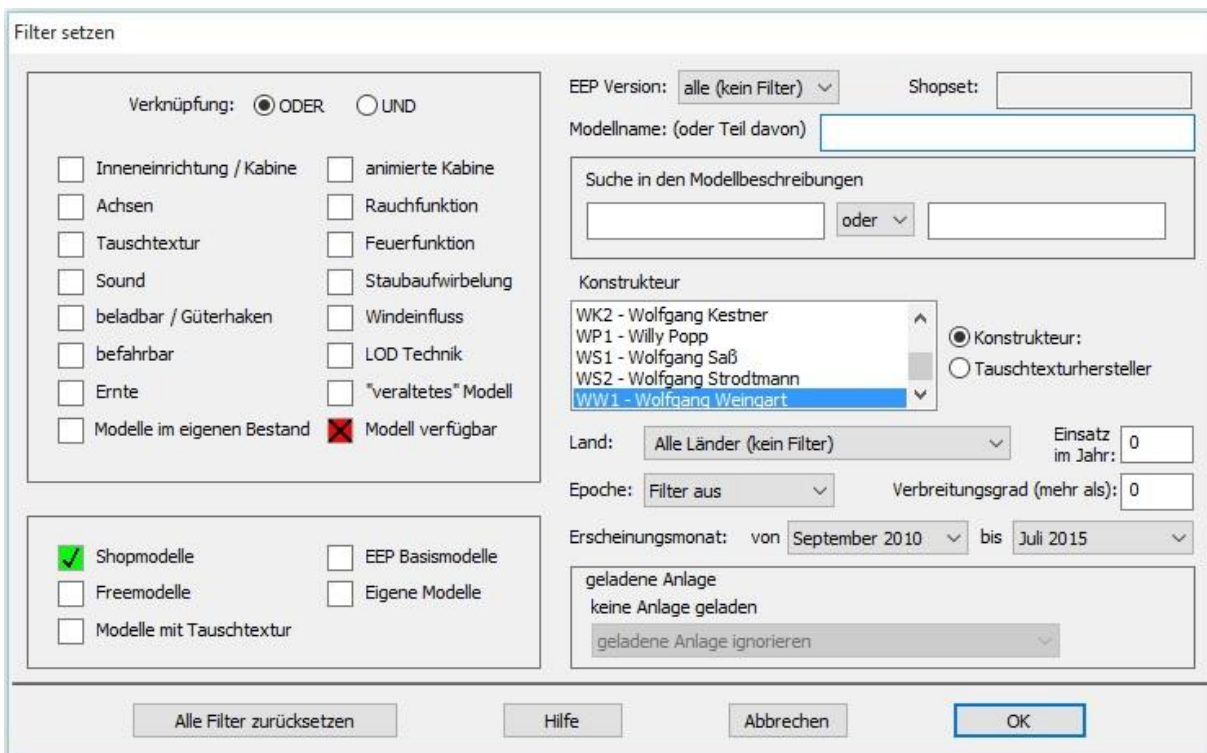 Filter setzen
Verknüpfung: ODER UND
Inneneinrichtung / Kabine animierte Kabine
Achsen Rauchfunktion
Tauschtextur Feuerfunktion
Sound Staubaufwirbelung
beladbar / Güterhaken Windeinfluss
befahrbar LOD Technik
Ernte "veraltetes" Modell
Modelle im eigenen Bestand Modell verfügbar
Shopmodelle EEP Basismodelle
Freemodelle Eigene Modelle
Modelle mit Tauschtextur
EEP Version: alle (kein Filter) Shopset:
Modellname: (oder Teil davon)
Suche in den Modellbeschreibungen
oder
Konstrukteur
WK2 - Wolfgang Kestner
WP1 - Willy Popp
WS1 - Wolfgang Saß
WS2 - Wolfgang Strodtmann
WW1 - Wolfgang Weingart
Konstrukteur:
Tauschtexturhersteller
Land: Alle Länder (kein Filter) Einsatz
im Jahr: 0
Epoche: Filter aus Verbreitungsgrad (mehr als): 0
Erscheinungsmonat: von September 2010 bis Juli 2015
geladene Anlage
keine Anlage geladen
geladene Anlage ignorieren
Alle Filter zurücksetzen Hilfe Abbrechen OK